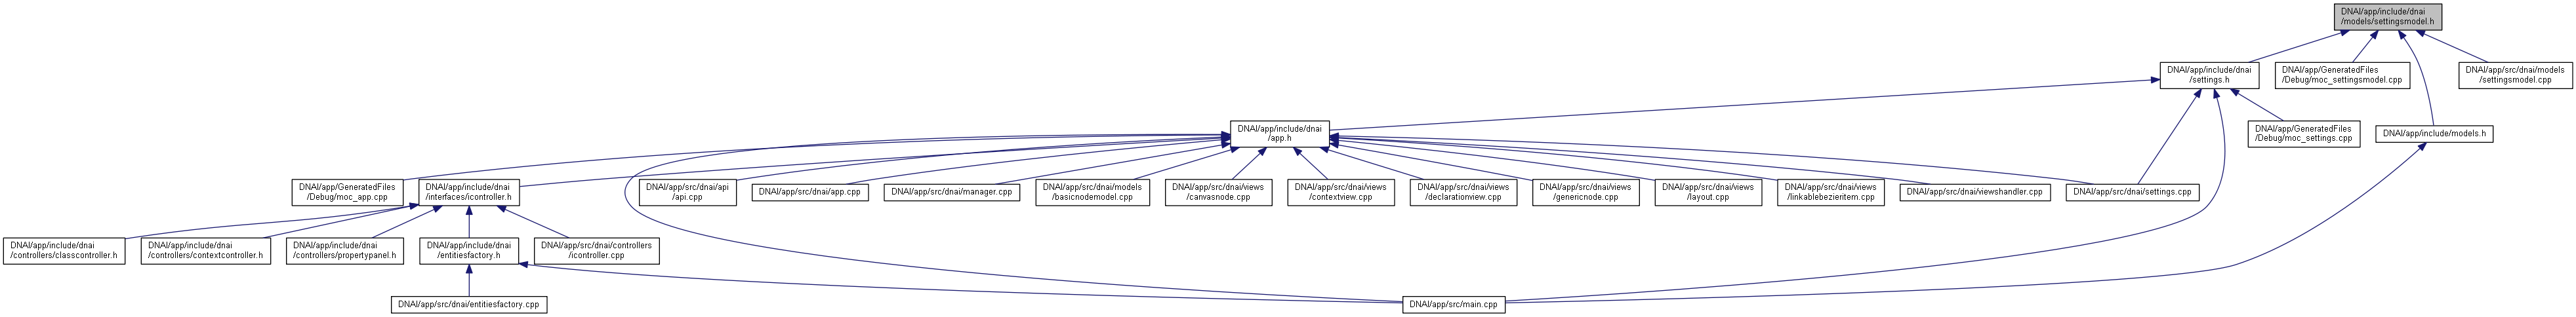 DNAI/app/include/dnai
/models/settingsmodel.h
DNAI/app/include/dnai
/settings.h
DNAI/app/GeneratedFiles
/Debug/moc_settingsmodel.cpp
DNAI/app/src/dnai/models
/settingsmodel.cpp
DNAI/app/include/dnai
/app.h
DNAI/app/GeneratedFiles
/Debug/moc_settings.cpp
DNAI/app/include/models.h
DNAI/app/GeneratedFiles
/Debug/moc_app.cpp
DNAI/app/include/dnai
/interfaces/icontroller.h
DNAI/app/src/dnai/api
/api.cpp
DNAI/app/src/dnai/app.cpp
DNAI/app/src/dnai/manager.cpp
DNAI/app/src/dnai/models
/basicnodemodel.cpp
DNAI/app/src/dnai/views
/canvasnode.cpp
DNAI/app/src/dnai/views
/contextview.cpp
DNAI/app/src/dnai/views
/declarationview.cpp
DNAI/app/src/dnai/views
/genericnode.cpp
DNAI/app/src/dnai/views
/layout.cpp
DNAI/app/src/dnai/views
/linkablebezieritem.cpp
DNAI/app/src/dnai/viewshandler.cpp
DNAI/app/src/dnai/settings.cpp
DNAI/app/include/dnai
/controllers/classcontroller.h
DNAI/app/include/dnai
/controllers/contextcontroller.h
DNAI/app/include/dnai
/controllers/propertypanel.h
DNAI/app/include/dnai
/entitiesfactory.h
DNAI/app/src/dnai/controllers
/icontroller.cpp
DNAI/app/src/dnai/entitiesfactory.cpp
DNAI/app/src/main.cpp